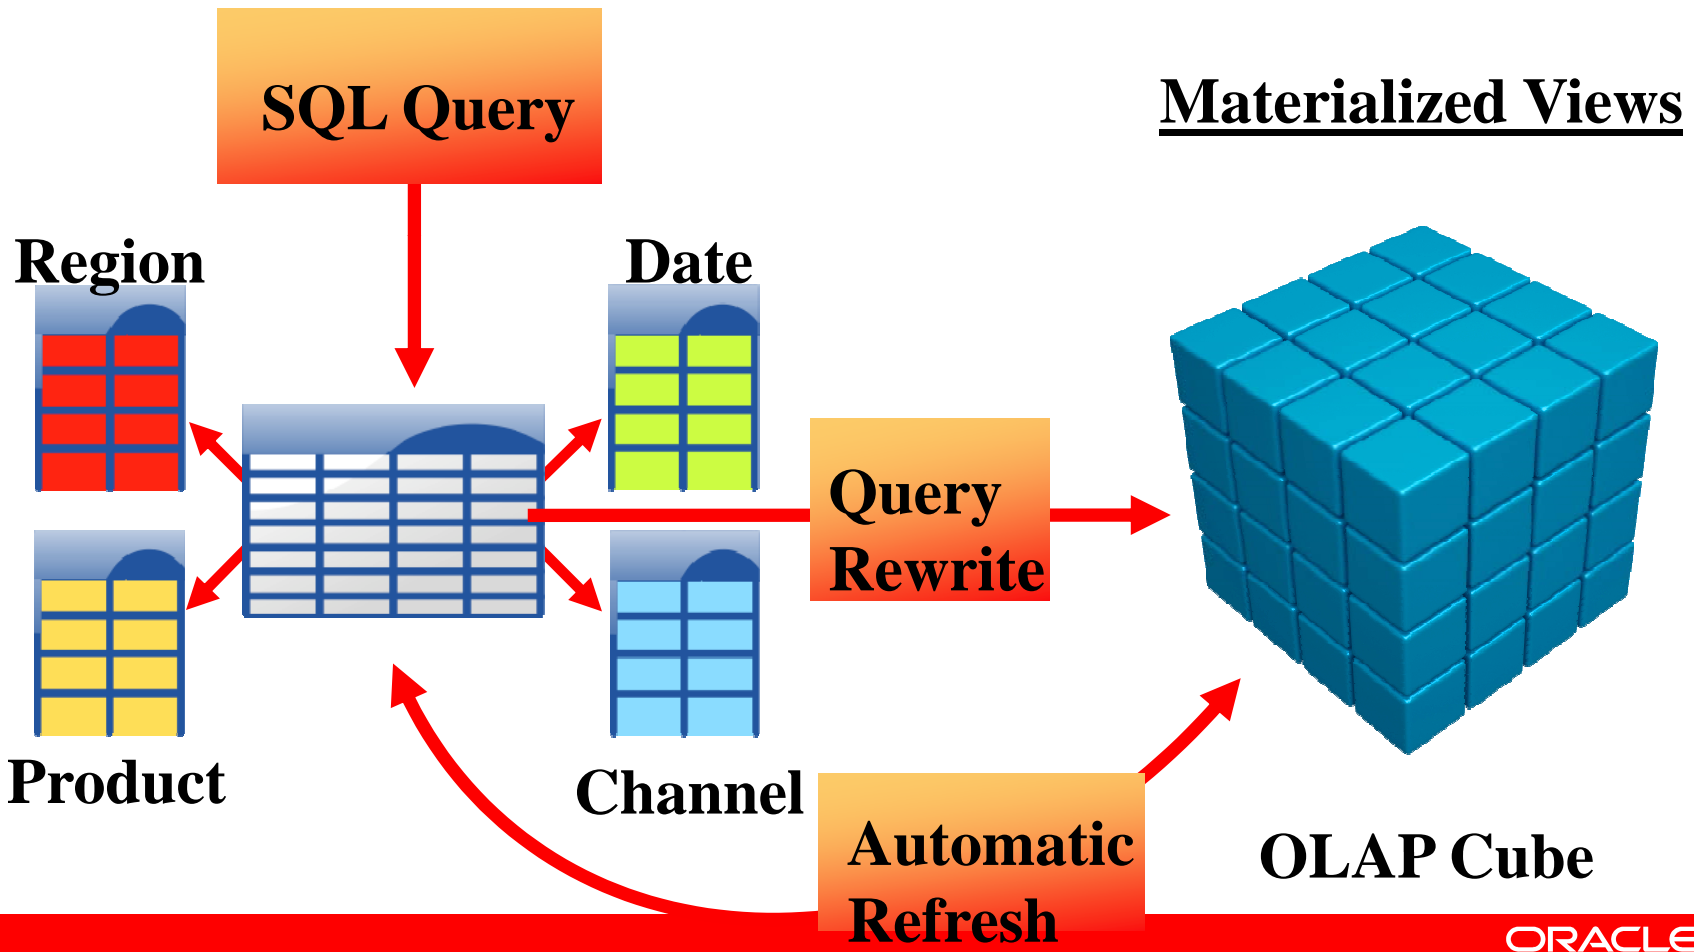 SQL Query
Materialized Views
Region
Date
Query
Rewrite
Product
Channel
Automatic
Refresh
OLAP Cube
ORACLE